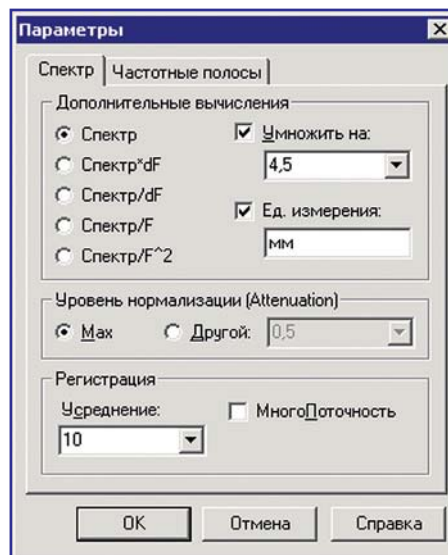 Параметры
Спектр Частотные полосы
Дополнительные вычисления
Спектр
Умножить на:
Спектр*dF
4,5
Спектр/dF
Ед. измерения:
Спектр/F
мм
Спектр/F^2
Уровень нормализации (Attenuation)
Max Другой: 0,5
Регистрация
Усреднение: МногоПоточность
10
OK Отмена Справка